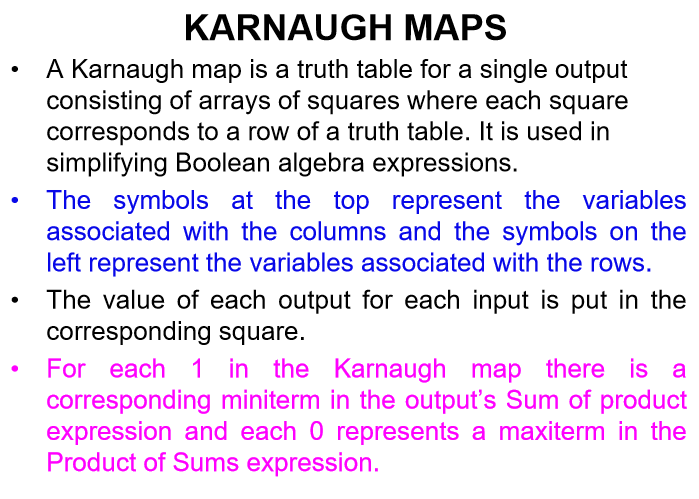 KARNAUGH MAPS
• A Karnaugh map is a truth table for a single output
consisting of arrays of squares where each square
corresponds to a row of a truth table. It is used in
simplifying Boolean algebra expressions.
• The symbols at the top represent the variables
associated with the columns and the symbols on the
left represent the variables associated with the rows.
• The value of each output for each input is put in the
corresponding square.
• For each 1 in the Karnaugh map there is a
corresponding miniterm in the output’s Sum of product
expression and each 0 represents a maxiterm in the
Product of Sums expression.